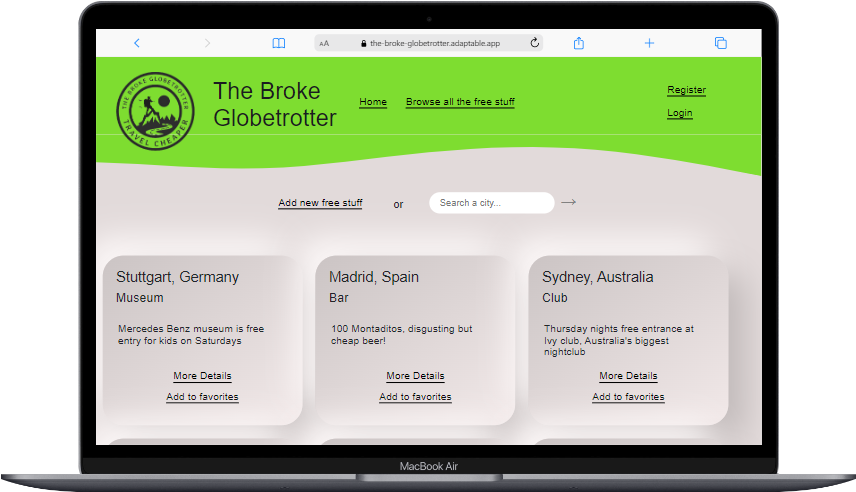 AA
the-broke-globetrotter.adaptable.app
THE BROKE GLOBETROTTER
TRAVEL CHEAPER
The Broke
Globetrotter
Home
Browse all the free stuff
Register
Login
Add new free stuff
or
Search a city...
Stuttgart, Germany
Museum
Mercedes Benz museum is free
entry for kids on Saturdays
More Details
Add to favorites
Madrid, Spain
Bar
100 Montaditos, disgusting but
cheap beer!
More Details
Add to favorites
Sydney, Australia
Club
Thursday nights free entrance at
Ivy club, Australia's biggest
nightclub
More Details
Add to favorites
MacBook Air